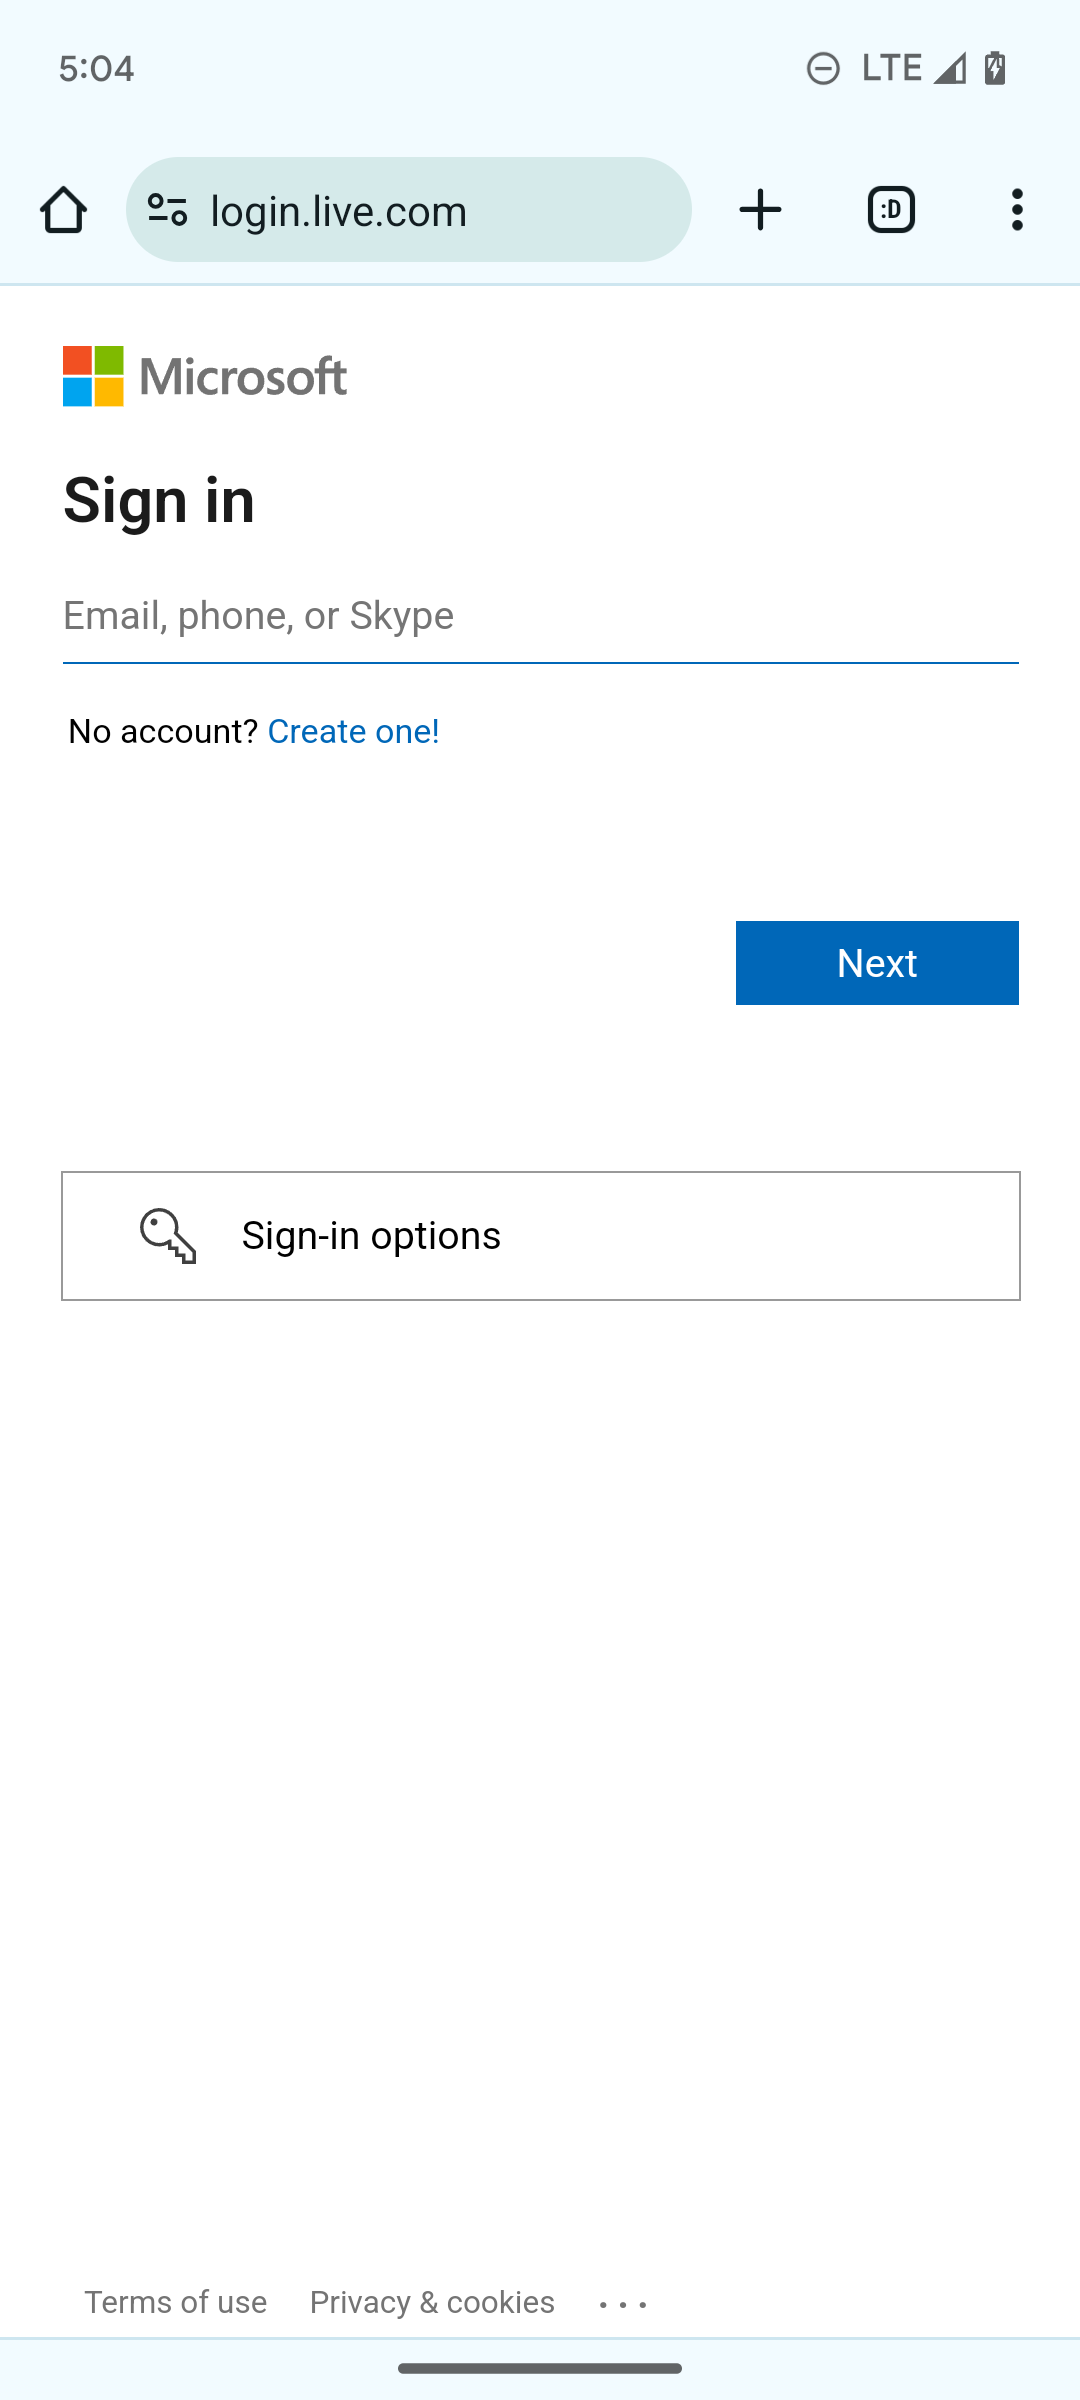 5:04
LTE
login.live.com
:D
Microsoft
Sign in
Email, phone, or Skype
No account? Create one!
Next
Sign-in options
Terms of use Privacy & cookies ...